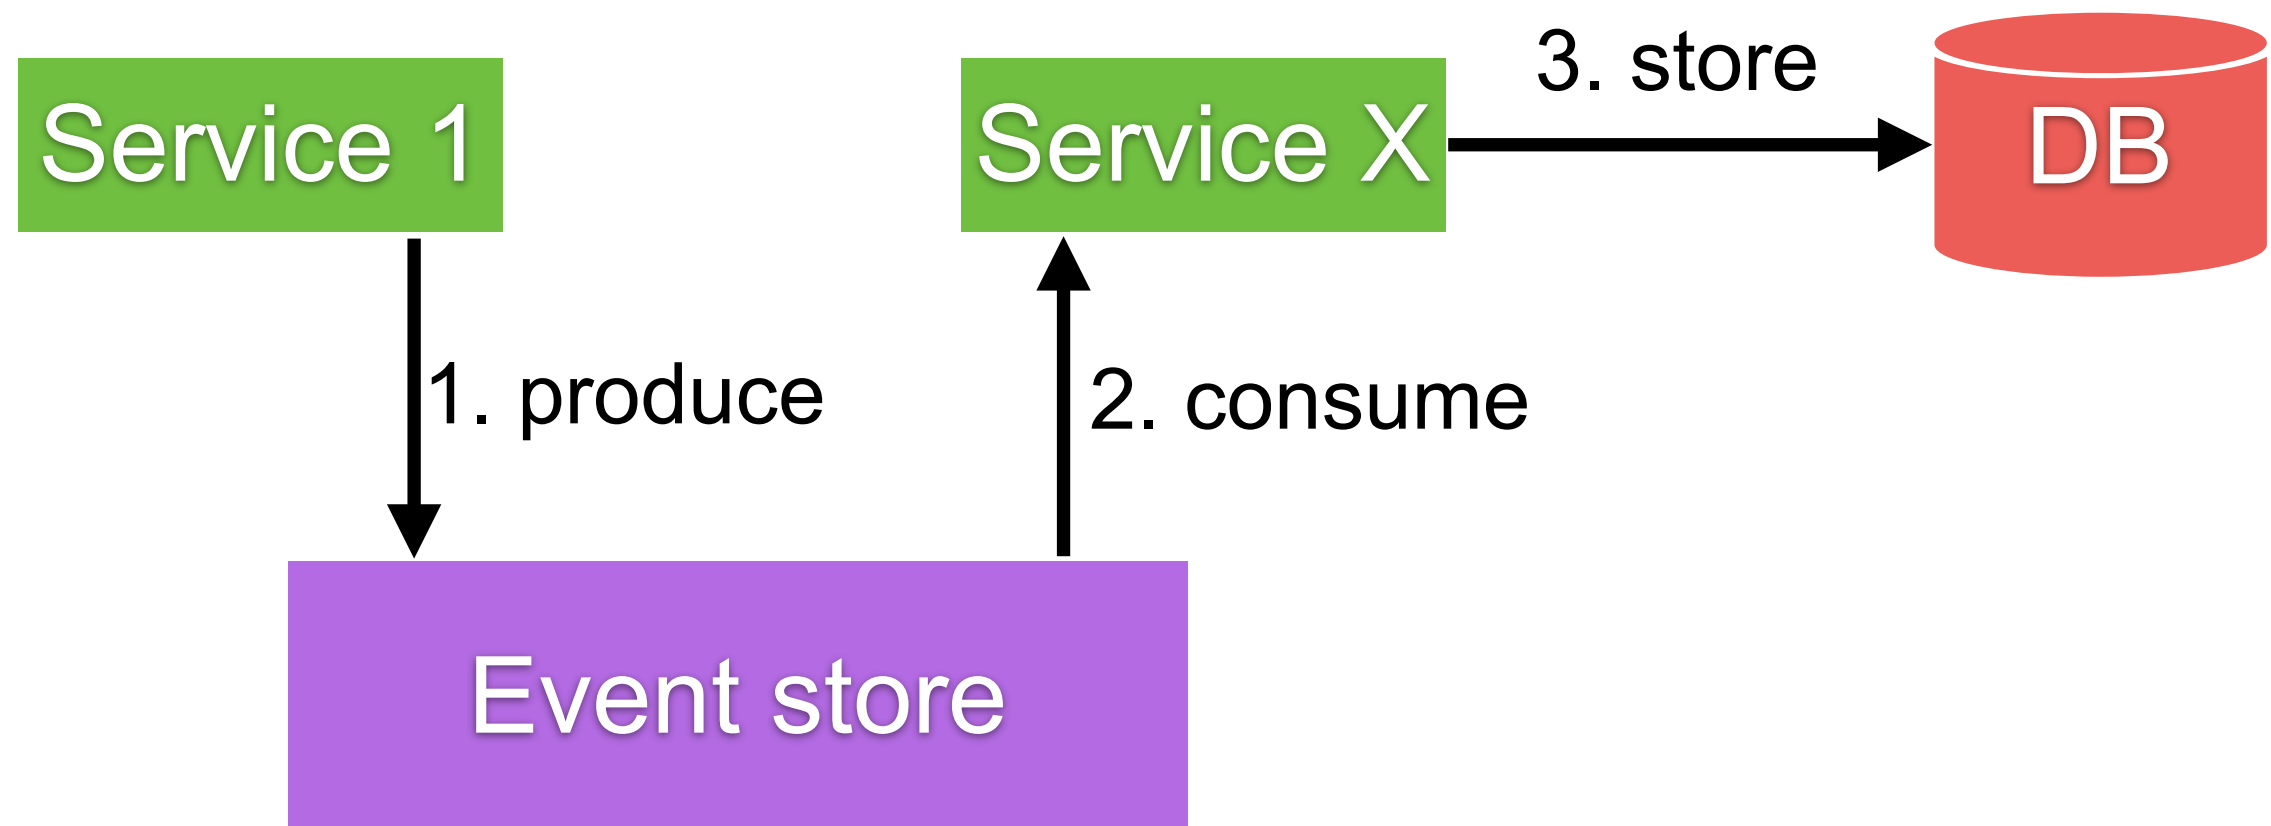 3. store
Service 1
Service X
DB
1. produce
2. consume
Event store